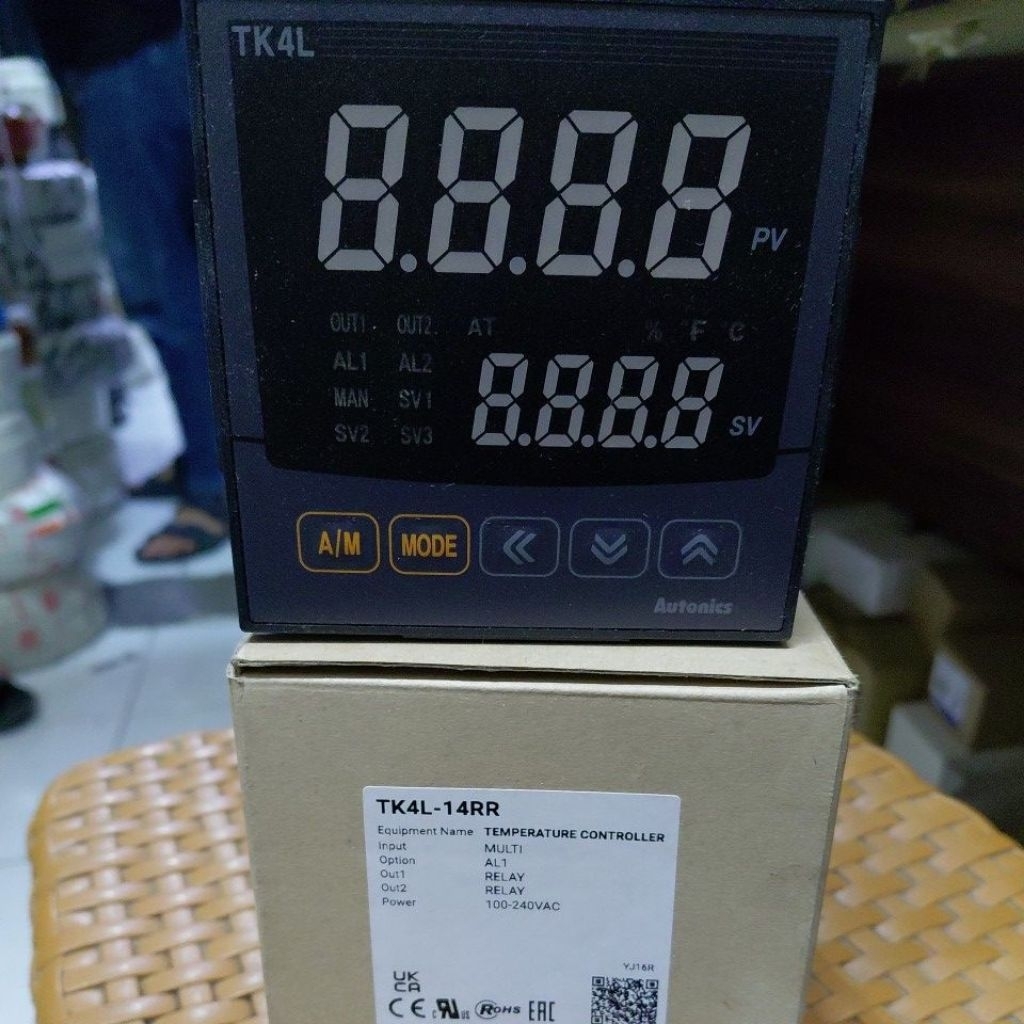 TK4L
8.8.8.8
PV
OUT1 OUT2 AT % °F °C
AL1 AL2
MAN SV1
SV2 SV3
8.8.8.8
SV
A/M MODE
Autonics
TK4L-14RR
Equipment Name TEMPERATURE CONTROLLER
Input MULTI
Option AL1
Out1 RELAY
Out2 RELAY
Power 100-240VAC
YJ16R
UK
CA
CE c RU us RoHS EAC